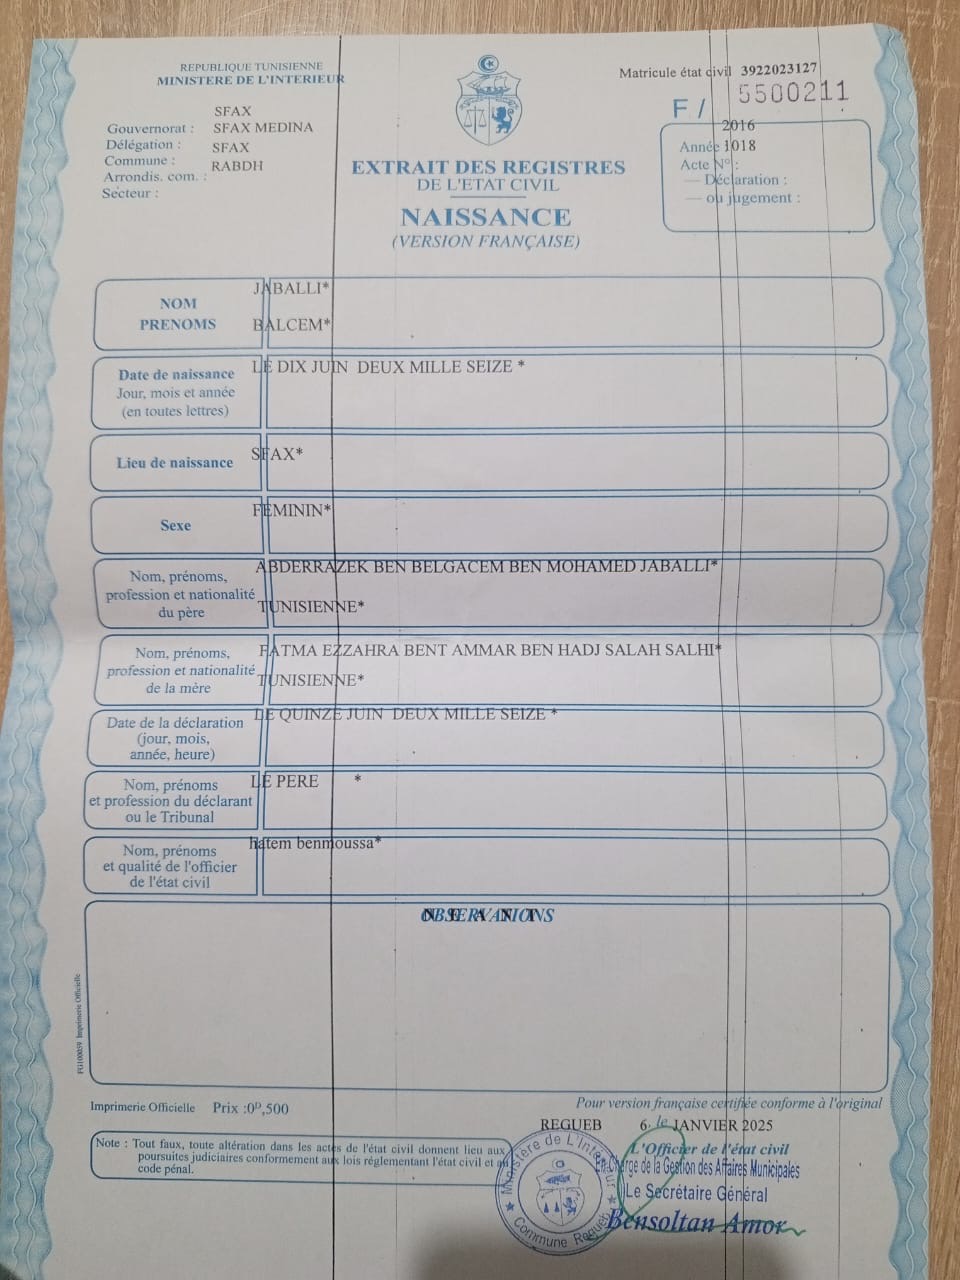 REPUBLIQUE TUNISIENNE
MINISTERE DE L'INTERIEUR
SFAX
Gouvernorat : SFAX MEDINA
Délégation : SFAX
Commune : RABDH
Arrondis. com. :
Secteur :
EXTRAIT DES REGISTRES
DE L'ETAT CIVIL
NAISSANCE
(VERSION FRANÇAISE)
Matricule état civil 3922023127
F / 5500211
2016
Année 1018
Acte N° :
— Déclaration :
— ou jugement :
NOM JABALLI*
PRENOMS BALCEM*
Date de naissance LE DIX JUIN DEUX MILLE SEIZE *
Jour, mois et année
(en toutes lettres)
Lieu de naissance SFAX*
Sexe FEMININ*
Nom, prénoms, ABDERRAZEK BEN BELGACEM BEN MOHAMED JABALLI*
profession et nationalité
du père TUNISIENNE*
Nom, prénoms, FATMA EZZAHRA BENT AMMAR BEN HADJ SALAH SALHI*
profession et nationalité TUNISIENNE*
de la mère
Date de la déclaration LE QUINZE JUIN DEUX MILLE SEIZE *
(jour, mois,
année, heure)
Nom, prénoms LE PERE *
et profession du déclarant
ou le Tribunal
Nom, prénoms hatem benmoussa*
et qualité de l'officier
de l'état civil
OBSERVATIONS
N E A N T
FG100059 Imprimerie Officielle
Imprimerie Officielle Prix :0ᴰ,500
Note : Tout faux, toute altération dans les actes de l'état civil donnent lieu aux
poursuites judiciaires conformement aux lois réglementant l'état civil et au
code pénal.
Pour version française certifiée conforme à l'original
REGUEB 6 le JANVIER 2025
L'Officier de l'état civil
En Charge de la Gestion des Affaires Municipales
Le Secrétaire Général
Bensoltan Amor
Ministère de L'Intérieur
Commune Regueb